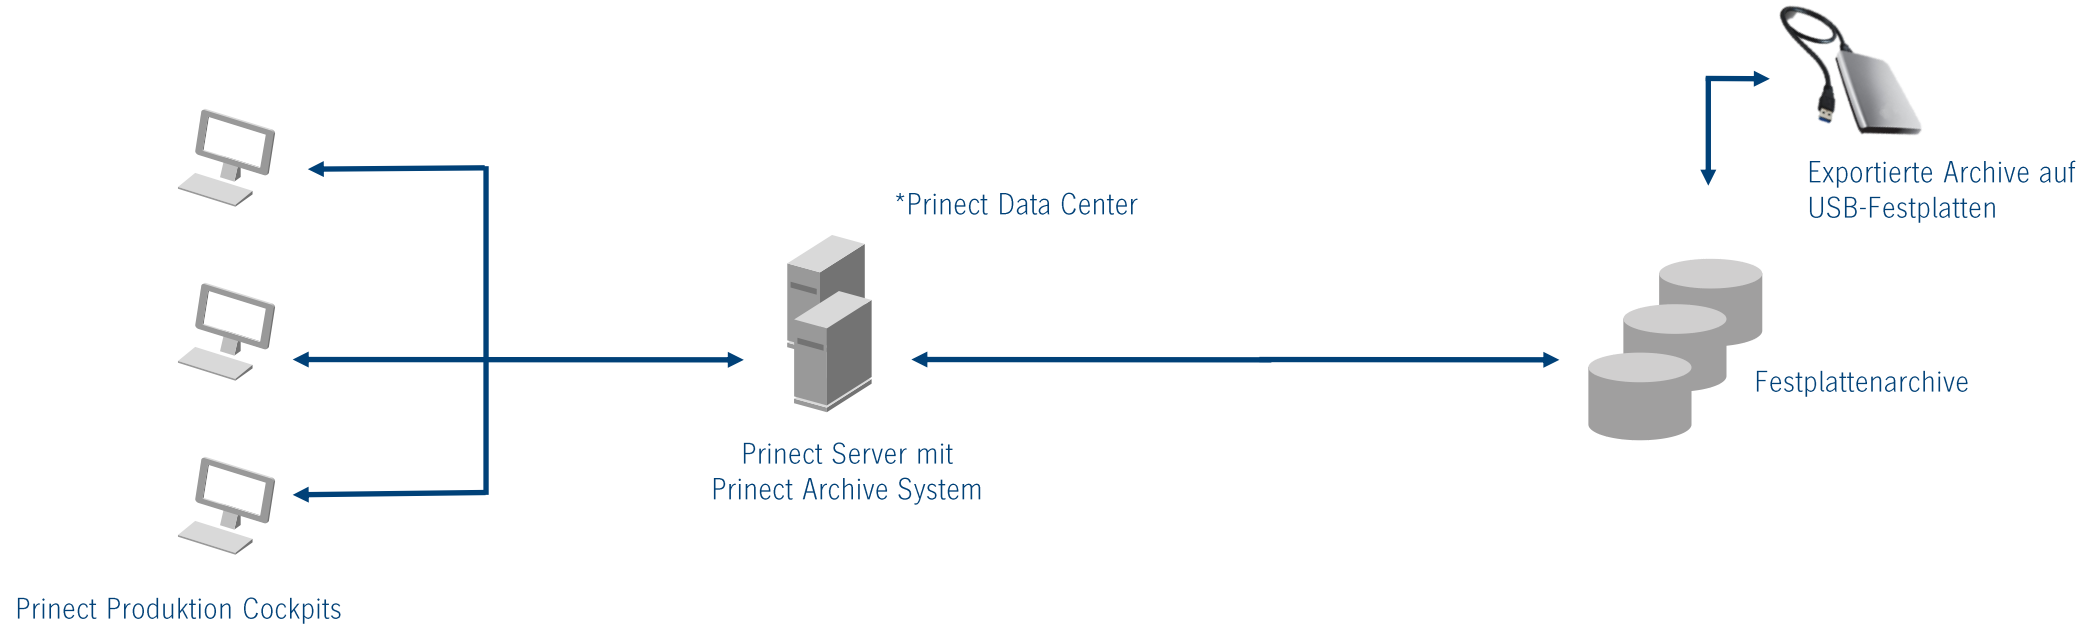 Exportierte Archive auf
USB-Festplatten
*Prinect Data Center
Festplattenarchive
Prinect Server mit
Prinect Archive System
Prinect Produktion Cockpits